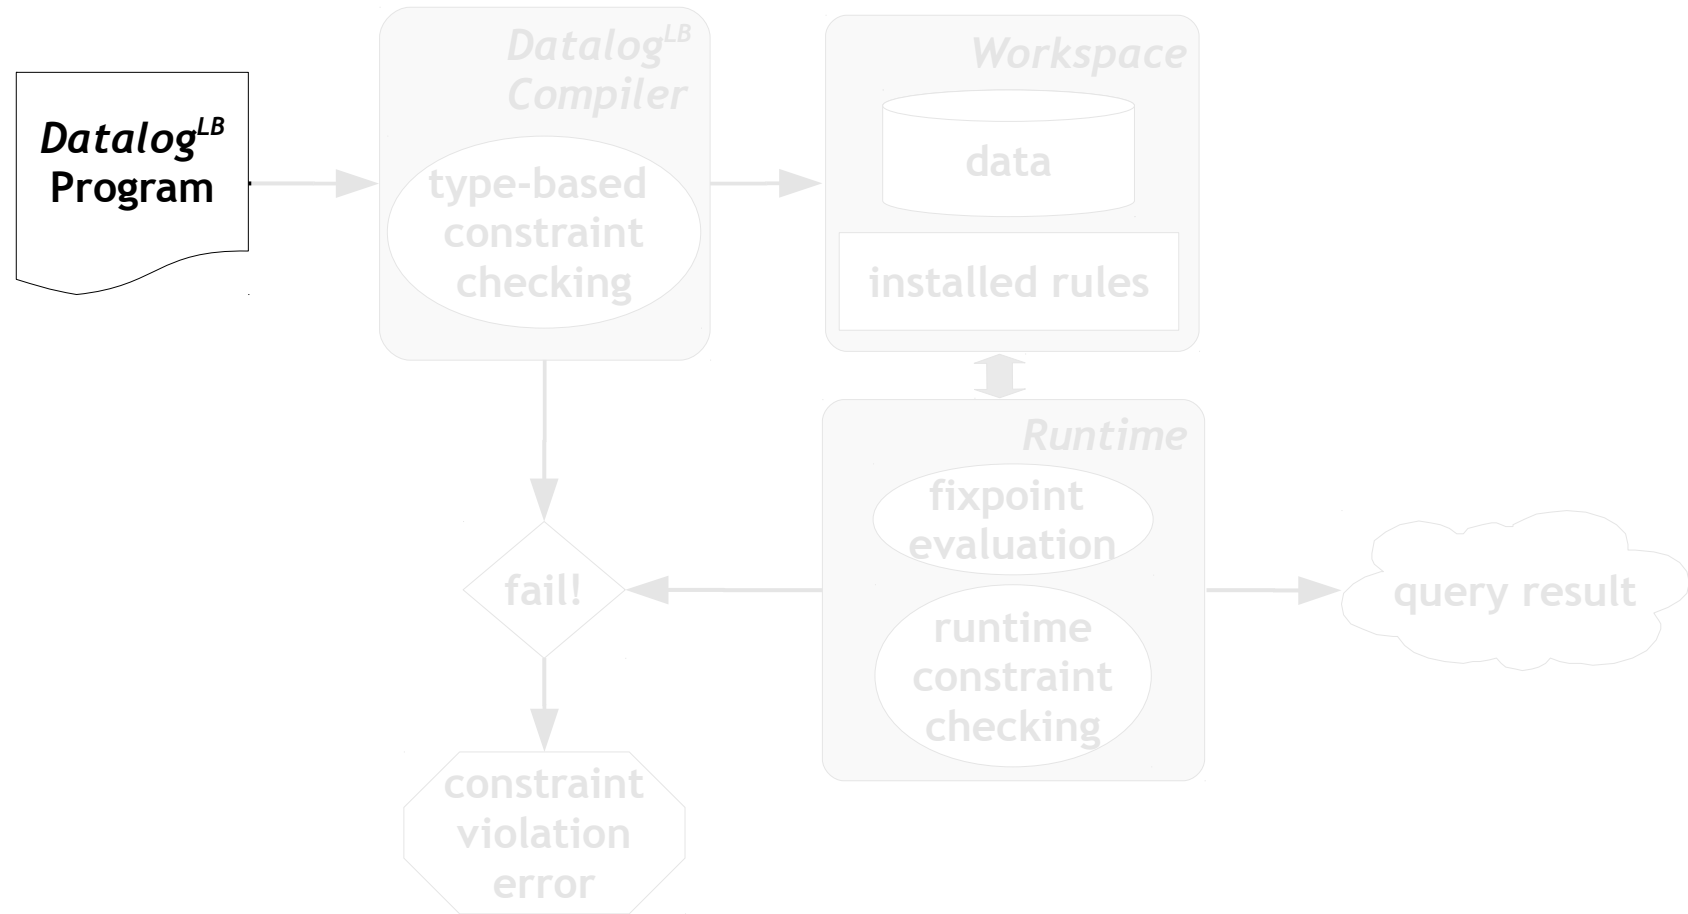 Datalog^LB
Program
Datalog^LB
Compiler
type-based
constraint
checking
Workspace
data
installed rules
Runtime
fixpoint
evaluation
runtime
constraint
checking
fail!
query result
constraint
violation
error